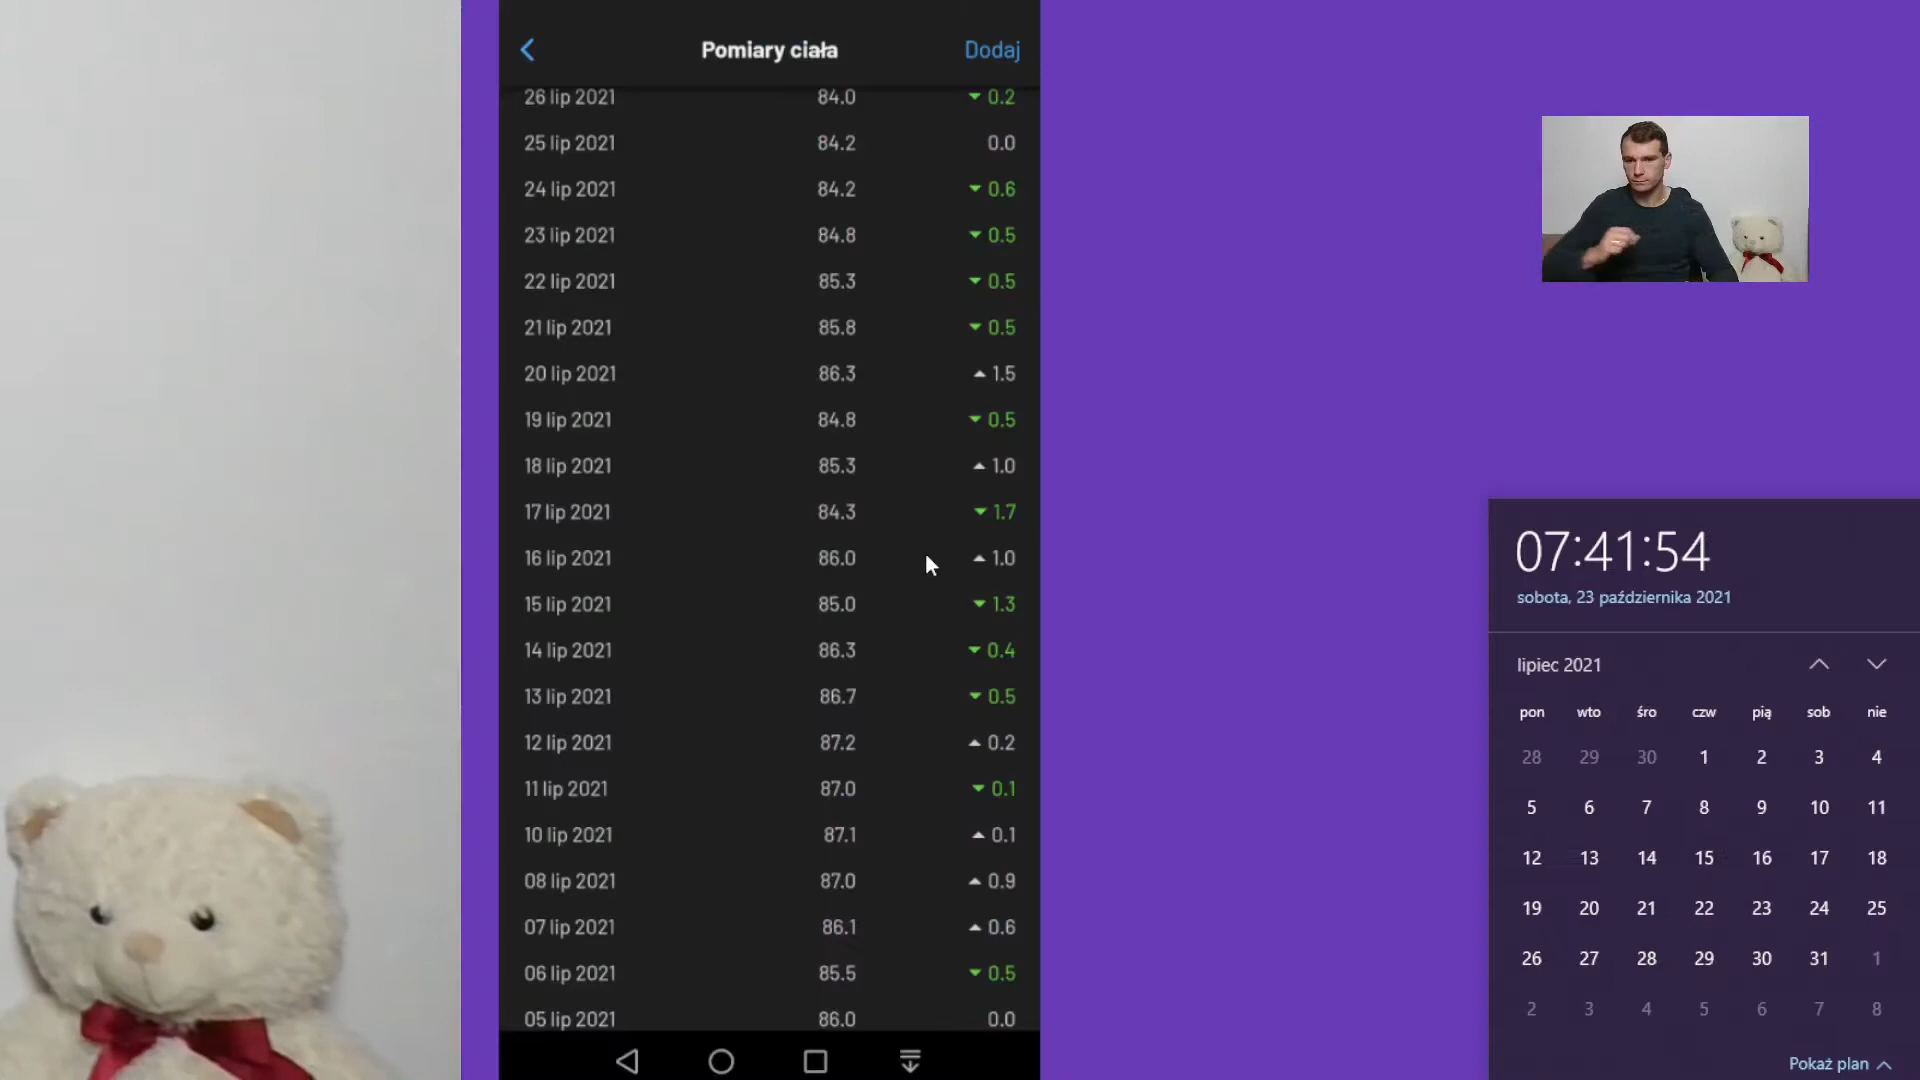 Pomiary ciała Dodaj
26 lip 2021 84.0 0.2
25 lip 2021 84.2 0.0
24 lip 2021 84.2 0.6
23 lip 2021 84.8 0.5
22 lip 2021 85.3 0.5
21 lip 2021 85.8 0.5
20 lip 2021 86.3 1.5
19 lip 2021 84.8 0.5
18 lip 2021 85.3 1.0
17 lip 2021 84.3 1.7
16 lip 2021 86.0 1.0
15 lip 2021 85.0 1.3
14 lip 2021 86.3 0.4
13 lip 2021 86.7 0.5
12 lip 2021 87.2 0.2
11 lip 2021 87.0 0.1
10 lip 2021 87.1 0.1
08 lip 2021 87.0 0.9
07 lip 2021 86.1 0.6
06 lip 2021 85.5 0.5
05 lip 2021 86.0 0.0
07:41:54
sobota, 23 października 2021
lipiec 2021
pon wto śro czw pią sob nie
28 29 30 1 2 3 4
5 6 7 8 9 10 11
12 13 14 15 16 17 18
19 20 21 22 23 24 25
26 27 28 29 30 31 1
2 3 4 5 6 7 8
Pokaż plan